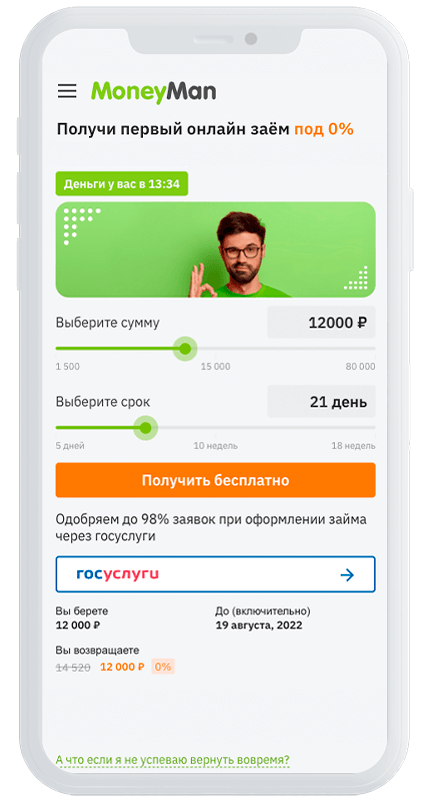 MoneyMan
Получи первый онлайн заём под 0%
Деньги у вас в 13:34
Выберите сумму
12000 ₽
1 500
15 000
80 000
Выберите срок
21 день
5 дней
10 недель
18 недель
Получить бесплатно
Одобряем до 98% заявок при оформлении займа
через госуслуги
госуслуги
Вы берете
12 000 ₽
До (включительно)
19 августа, 2022
Вы возвращаете
14 520 12 000 ₽ 0%
А что если я не успеваю вернуть вовремя?